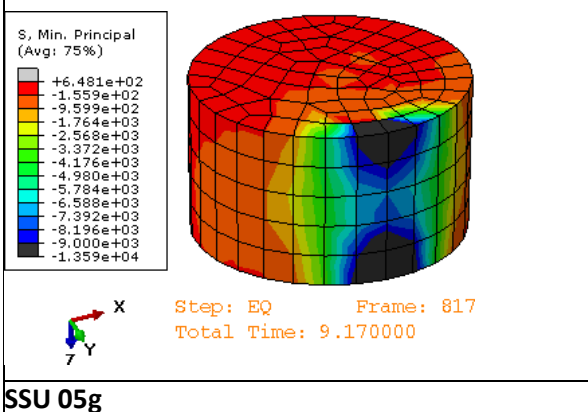 S, Min. Principal
(Avg: 75%)
+6.481e+02
-1.559e+02
-9.599e+02
-1.764e+03
-2.568e+03
-3.372e+03
-4.176e+03
-4.980e+03
-5.784e+03
-6.588e+03
-7.392e+03
-8.196e+03
-9.000e+03
-1.359e+04
X
Y
Z
Step: EQ Frame: 817
Total Time: 9.170000
SSU 05g